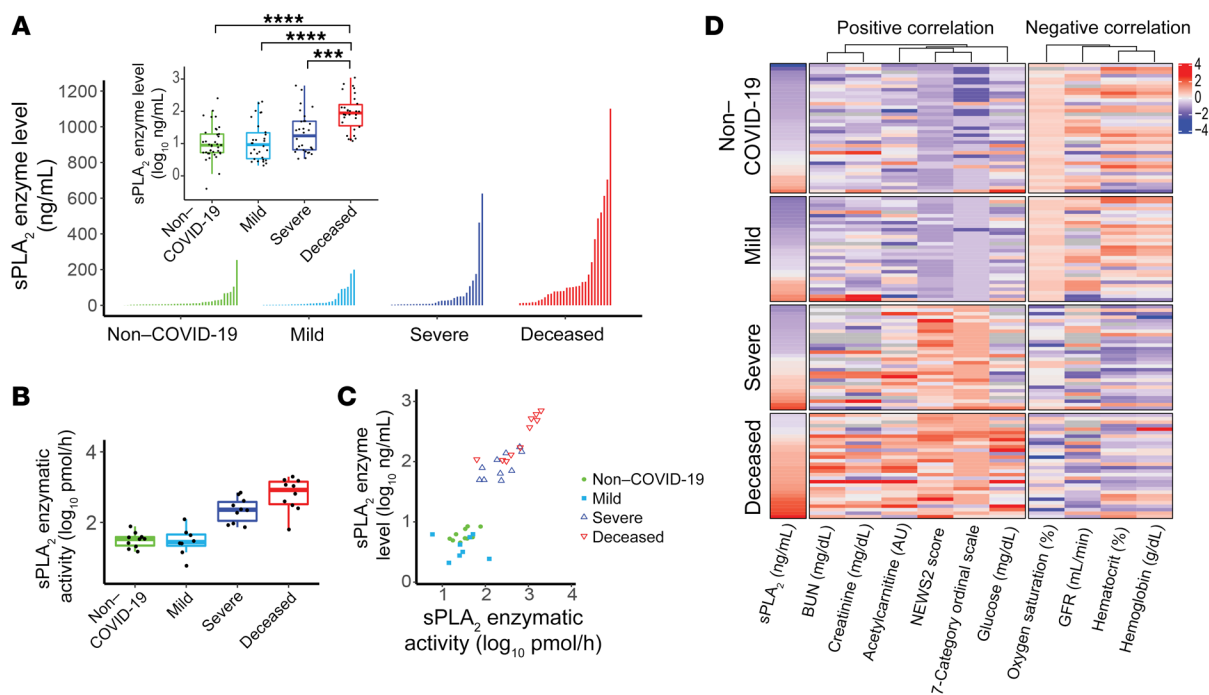 A
****
****
***
sPLA2 enzyme level
(ng/mL)
1200
1000
800
600
400
200
0
sPLA2 enzyme level
(log10 ng/mL)
3
2
1
0
Non–
COVID-19
Mild
Severe
Deceased
Non–COVID-19
Mild
Severe
Deceased
B
sPLA2 enzymatic
activity (log10 pmol/h)
4
2
Non–
COVID-19
Mild
Severe
Deceased
C
sPLA2 enzyme
level (log10 ng/mL)
3
2
1
0
1
2
3
4
sPLA2 enzymatic
activity (log10 pmol/h)
Non–COVID-19
Mild
Severe
Deceased
D
Positive correlation
Negative correlation
Non–
COVID-19
Mild
Severe
Deceased
4
2
0
−2
−4
sPLA2 (ng/mL)
BUN (mg/dL)
Creatinine (mg/dL)
Acetylcarnitine (AU)
NEWS2 score
7-Category ordinal scale
Glucose (mg/dL)
Oxygen saturation (%)
GFR (mL/min)
Hematocrit (%)
Hemoglobin (g/dL)